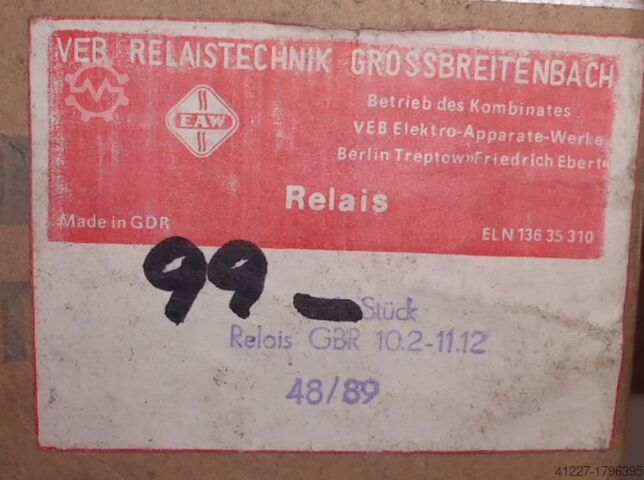 VEB RELAISTECHNIK GROSSBREITENBACH
Betrieb des Kombinates
EAW
VEB Elektro-Apparate-Werke
Berlin Treptow »Friedrich Ebert«
Relais
Made in GDR
ELN 136 35 310
99 — Stück
Relais GBR 10.2-11.12
48/89
41227-1796395